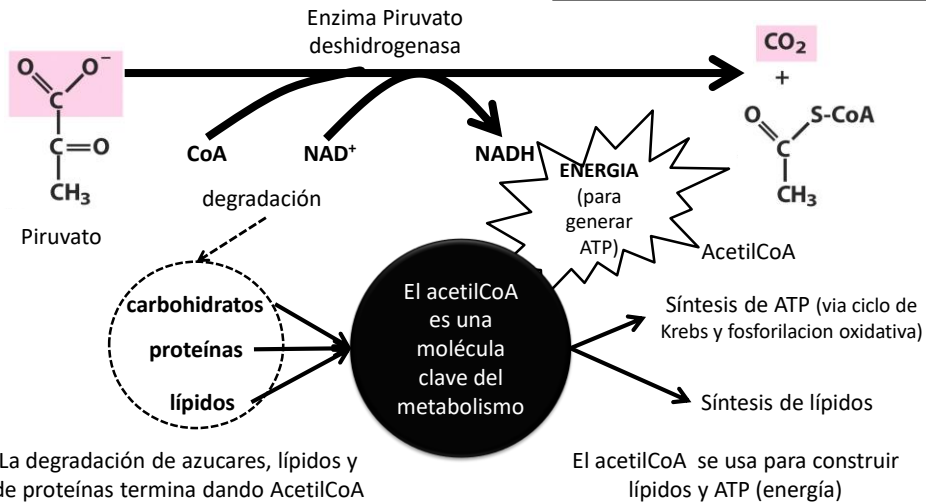 Enzima Piruvato
deshidrogenasa
CO₂
+
O O⁻
C
C=O
CH₃
Piruvato
CoA
NAD⁺
NADH
O S-CoA
C
CH₃
AcetilCoA
ENERGIA
(para
generar
ATP)
degradación
carbohidratos
proteínas
lípidos
El acetilCoA
es una
molécula
clave del
metabolismo
Síntesis de ATP (via ciclo de
Krebs y fosforilacion oxidativa)
Síntesis de lípidos
La degradación de azucares, lípidos y
de proteínas termina dando AcetilCoA
El acetilCoA se usa para construir
lípidos y ATP (energía)